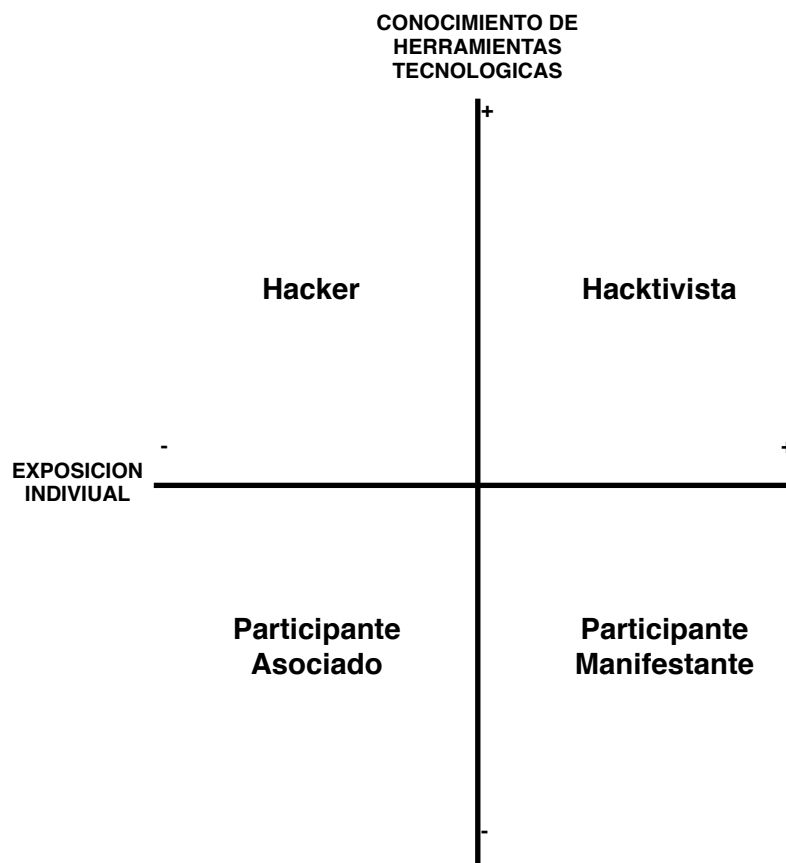 CONOCIMIENTO DE
HERRAMIENTAS
TECNOLOGICAS
+
Hacker
Hacktivista
-
+
EXPOSICION
INDIVIUAL
Participante
Asociado
Participante
Manifestante
-